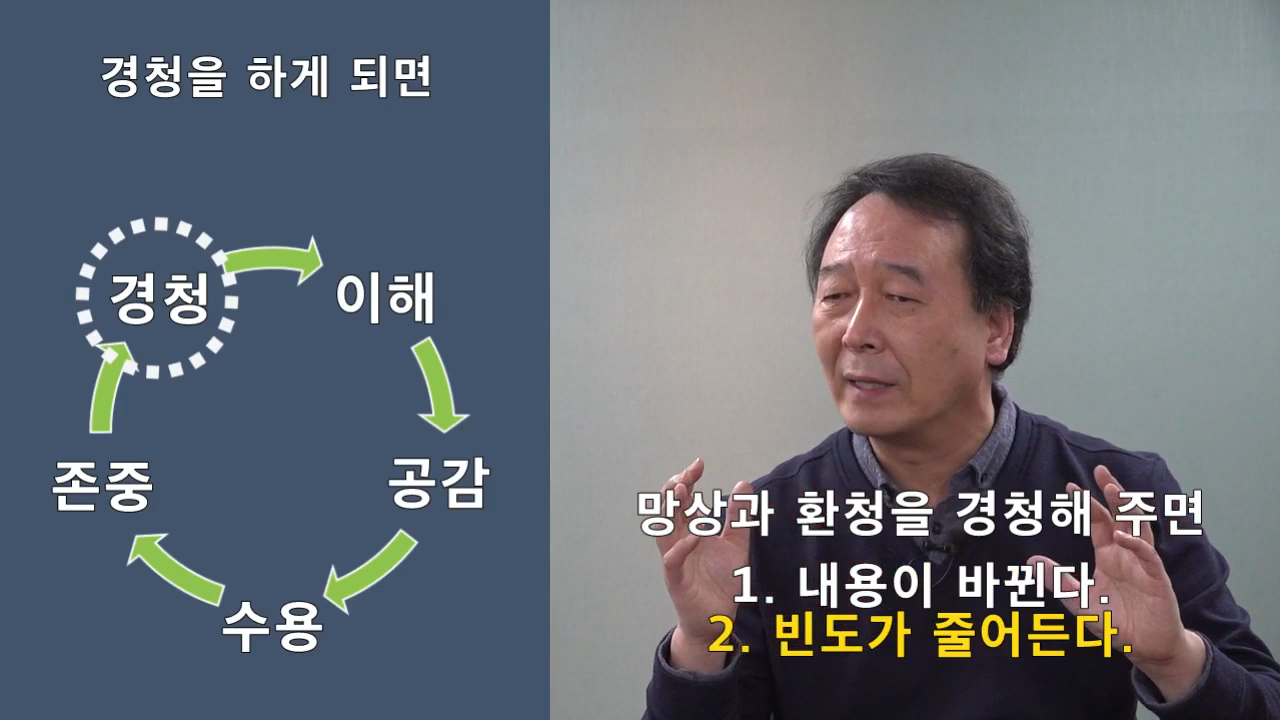 경청을 하게 되면
경청
이해
공감
수용
존중
망상과 환청을 경청해 주면
1. 내용이 바뀐다.
2. 빈도가 줄어든다.